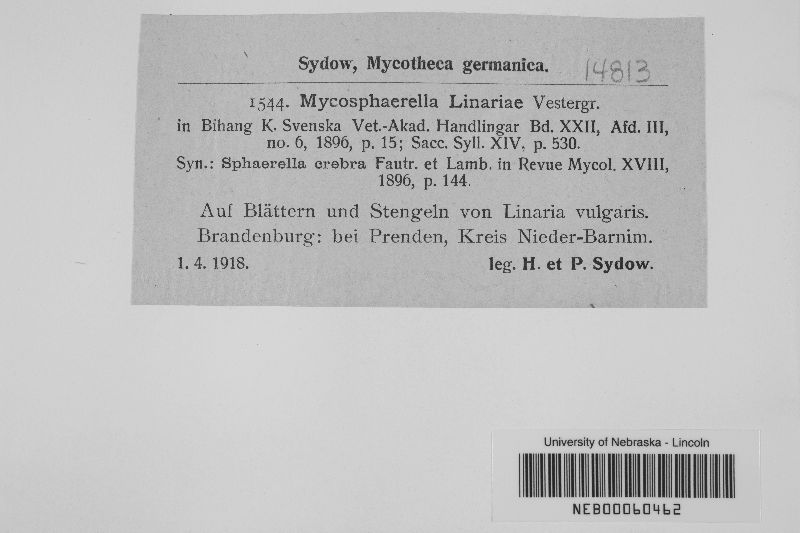 Sydow, Mycotheca germanica. 14813
1544. Mycosphaerella Linariae Vestergr.
in Bihang K. Svenska Vet.-Akad. Handlingar Bd. XXII, Afd. III,
no. 6, 1896, p. 15; Sacc. Syll. XIV, p. 530.
Syn.: Sphaerella crebra Fautr. et Lamb. in Revue Mycol. XVIII,
1896, p. 144.
Auf Blättern und Stengeln von Linaria vulgaris.
Brandenburg: bei Prenden, Kreis Nieder-Barnim.
1. 4. 1918. leg. H. et P. Sydow.
University of Nebraska - Lincoln
NEB00060462